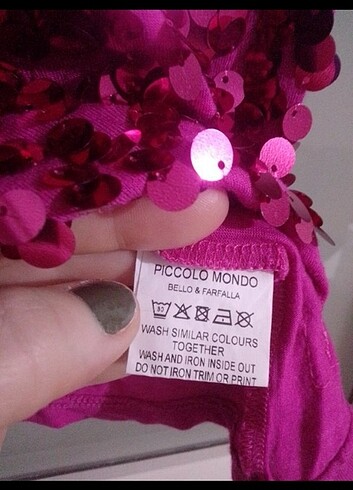 PICCOLO MONDO
BELLO & FARFALLA
WASH SIMILAR COLOURS
TOGETHER
WASH AND IRON INSIDE OUT
DO NOT IRON TRIM OR PRINT